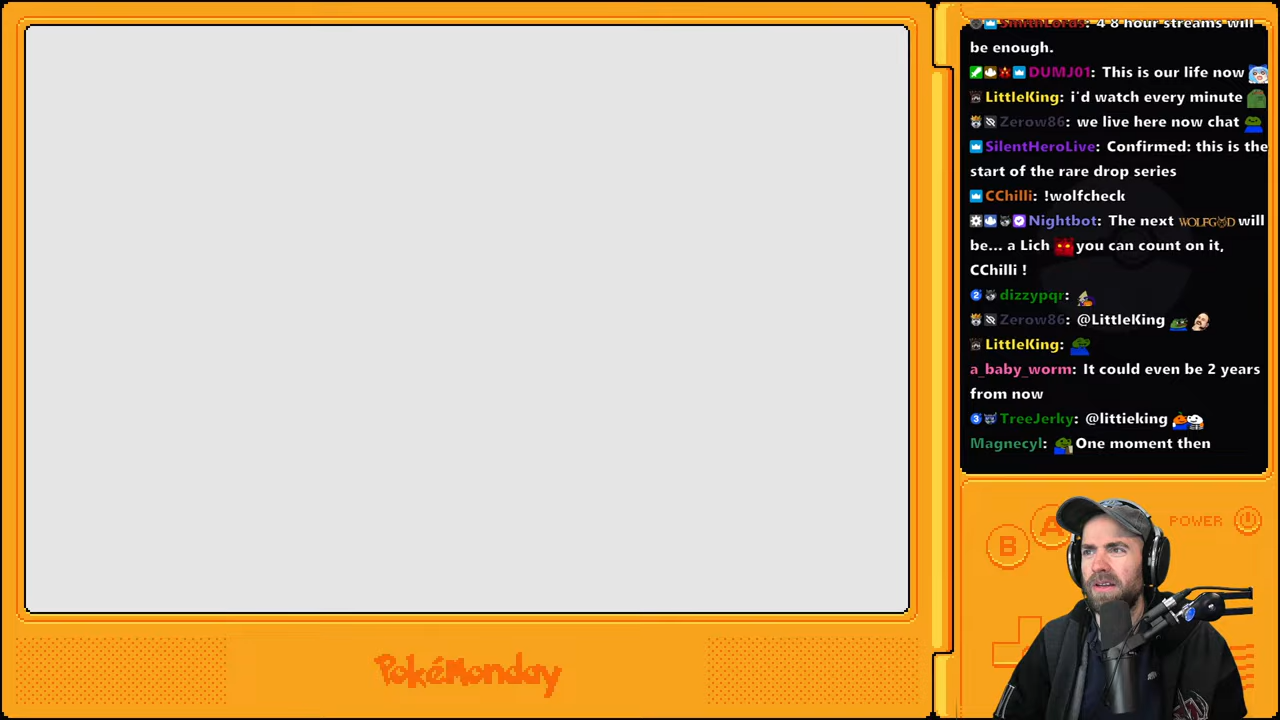 SmithLords: 4 8 hour streams will
be enough.
DUMJ01: This is our life now
LittleKing: i'd watch every minute
Zerow86: we live here now chat
SilentHeroLive: Confirmed: this is the
start of the rare drop series
CChilli: !wolfcheck
Nightbot: The next WOLFGOD will
be... a Lich you can count on it,
CChilli !
dizzypqr:
Zerow86: @LittleKing
LittleKing:
a_baby_worm: It could even be 2 years
from now
TreeJerky: @littieking
Magnecyl: One moment then
B
A
POWER
PokéMonday